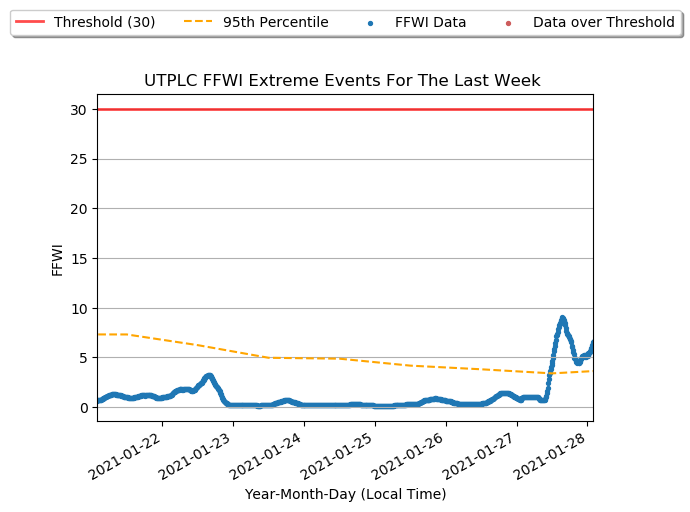 Threshold (30) 95th Percentile FFWI Data Data over Threshold
UTPLC FFWI Extreme Events For The Last Week
30
25
20
15
10
5
0
FFWI
2021-01-22 2021-01-23 2021-01-24 2021-01-25 2021-01-26 2021-01-27 2021-01-28
Year-Month-Day (Local Time)